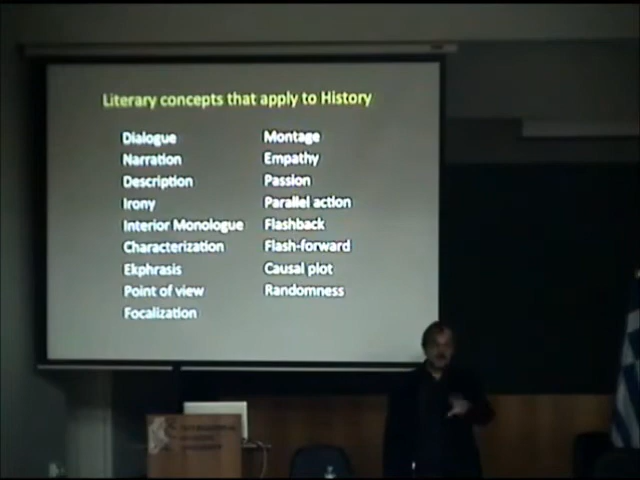 Literary concepts that apply to History
Dialogue
Narration
Description
Irony
Interior Monologue
Characterization
Ekphrasis
Point of view
Focalization
Montage
Empathy
Passion
Parallel action
Flashback
Flash-forward
Causal plot
Randomness